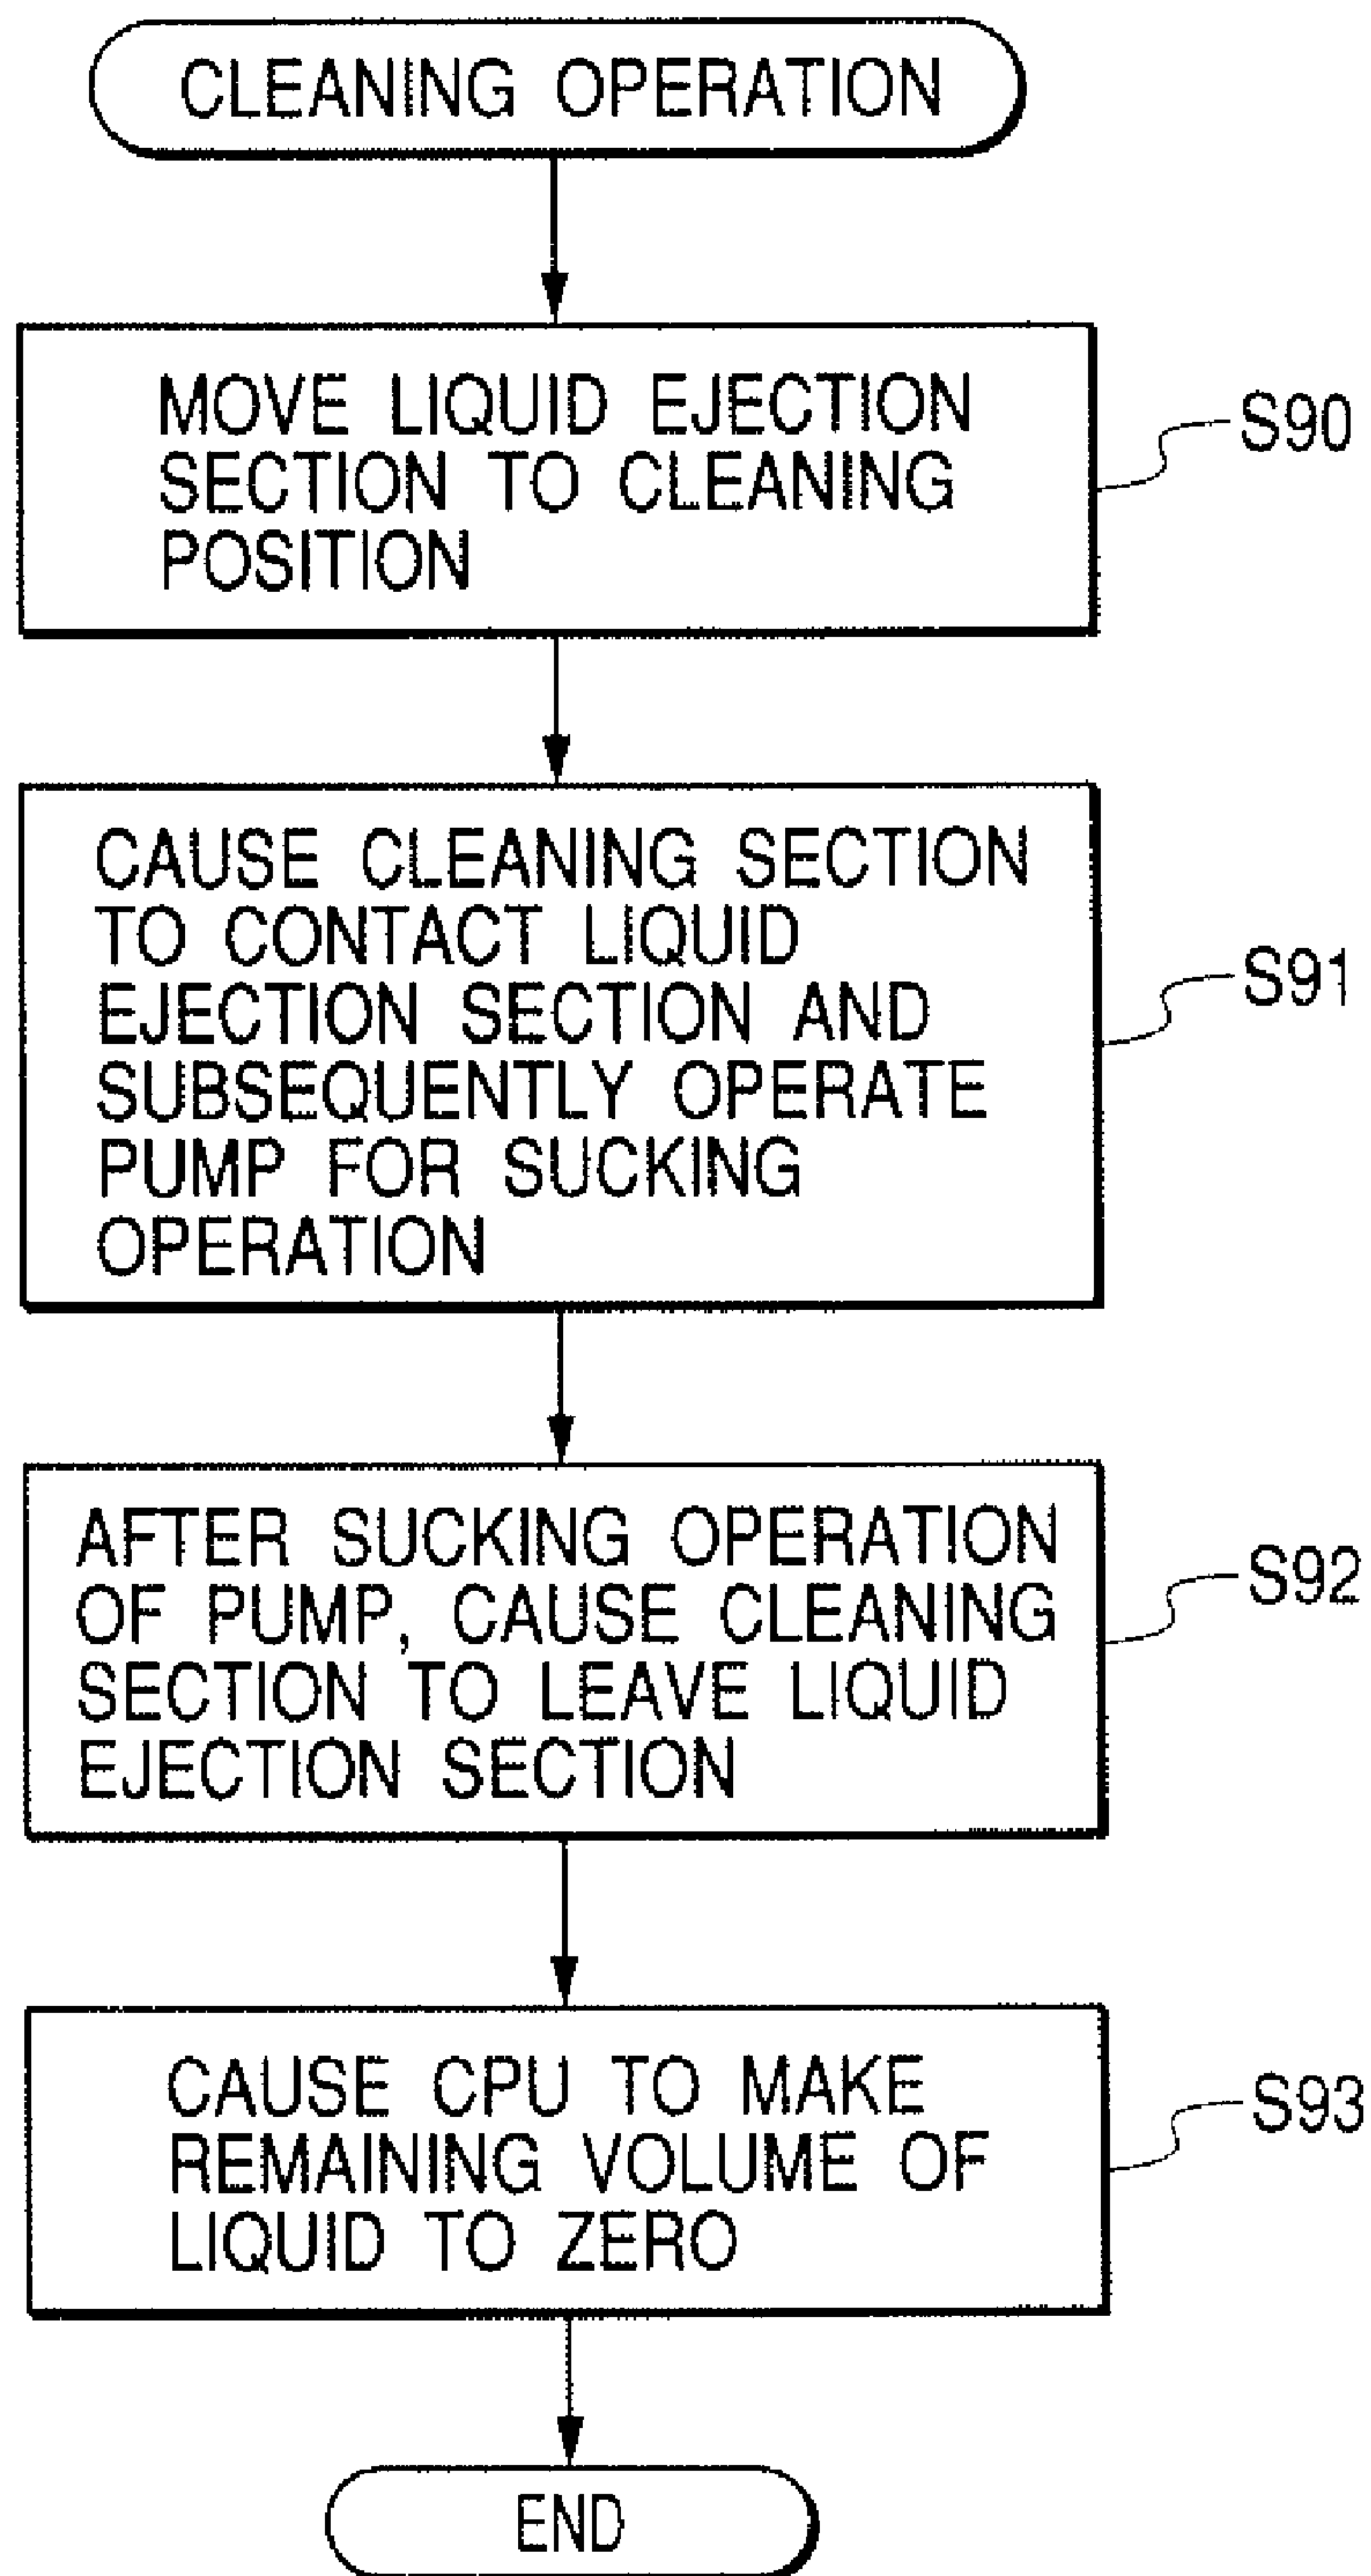 CLEANING OPERATION
MOVE LIQUID EJECTION
SECTION TO CLEANING
POSITION
S90
CAUSE CLEANING SECTION
TO CONTACT LIQUID
EJECTION SECTION AND
SUBSEQUENTLY OPERATE
PUMP FOR SUCKING
OPERATION
S91
AFTER SUCKING OPERATION
OF PUMP, CAUSE CLEANING
SECTION TO LEAVE LIQUID
EJECTION SECTION
S92
CAUSE CPU TO MAKE
REMAINING VOLUME OF
LIQUID TO ZERO
S93
END